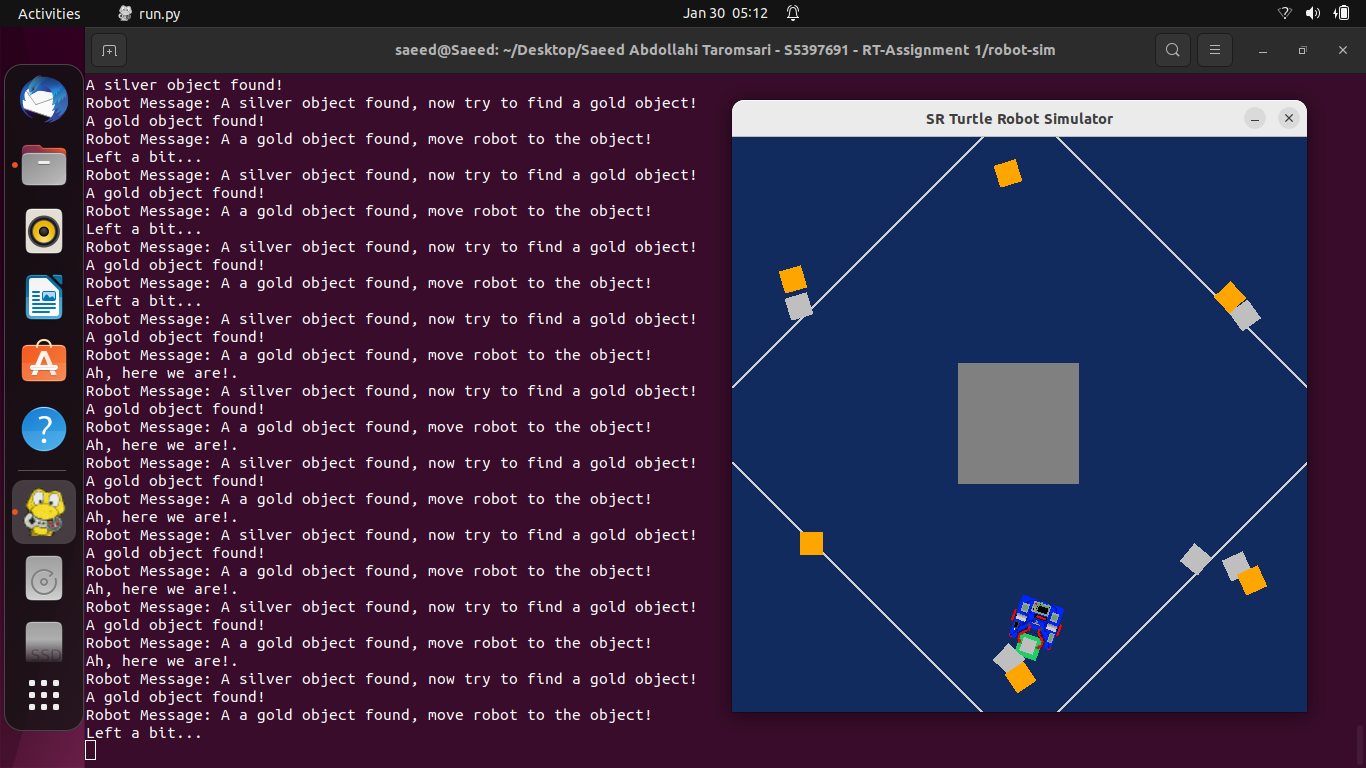 Activities
run.py
Jan 30 05:12
saeed@Saeed: ~/Desktop/Saeed Abdollahi Taromsari - S5397691 - RT-Assignment 1/robot-sim
A silver object found!
Robot Message: A silver object found, now try to find a gold object!
A gold object found!
Robot Message: A a gold object found, move robot to the object!
Left a bit...
Robot Message: A silver object found, now try to find a gold object!
A gold object found!
Robot Message: A a gold object found, move robot to the object!
Left a bit...
Robot Message: A silver object found, now try to find a gold object!
A gold object found!
Robot Message: A a gold object found, move robot to the object!
Left a bit...
Robot Message: A silver object found, now try to find a gold object!
A gold object found!
Robot Message: A a gold object found, move robot to the object!
Ah, here we are!.
Robot Message: A silver object found, now try to find a gold object!
A gold object found!
Robot Message: A a gold object found, move robot to the object!
Ah, here we are!.
Robot Message: A silver object found, now try to find a gold object!
A gold object found!
Robot Message: A a gold object found, move robot to the object!
Ah, here we are!.
Robot Message: A silver object found, now try to find a gold object!
A gold object found!
Robot Message: A a gold object found, move robot to the object!
Ah, here we are!.
Robot Message: A silver object found, now try to find a gold object!
A gold object found!
Robot Message: A a gold object found, move robot to the object!
Ah, here we are!.
Robot Message: A silver object found, now try to find a gold object!
A gold object found!
Robot Message: A a gold object found, move robot to the object!
Left a bit...
SR Turtle Robot Simulator
SSD